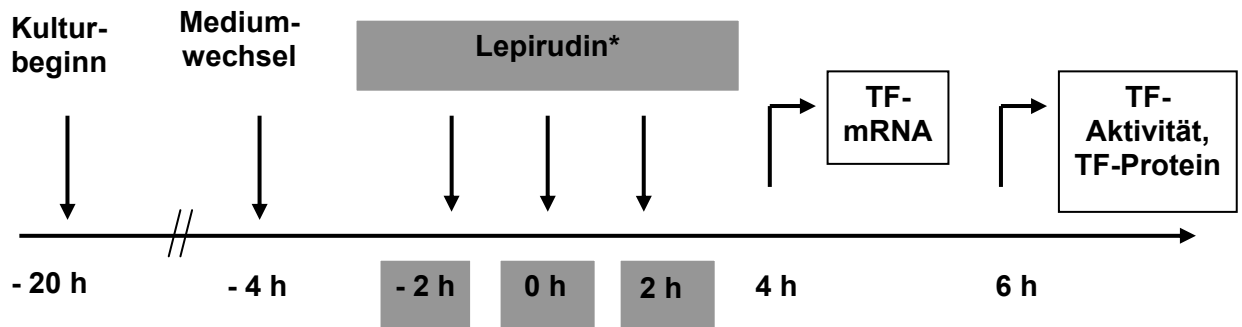 Kultur-
beginn
Medium-
wechsel
Lepirudin*
TF-
mRNA
TF-
Aktivität,
TF-Protein
- 20 h
- 4 h
- 2 h
0 h
2 h
4 h
6 h